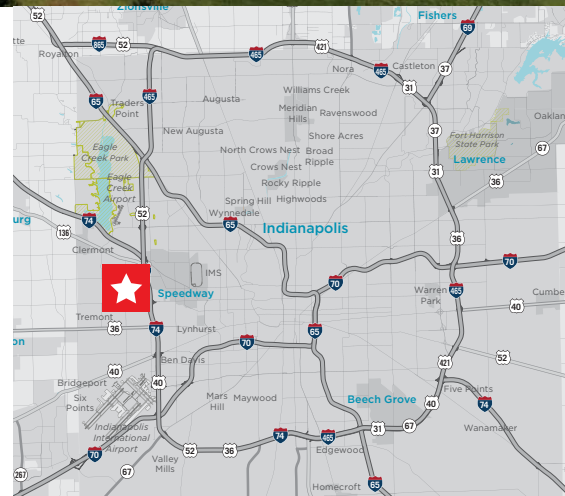 Zionsville
52
Fishers
69
tte
Royalton
865
52
465
421
Nora
465
Castleton
37
31
65
Traders
Point
465
Augusta
Williams Creek
Meridian
Hills
Ravenswood
New Augusta
Shore Acres
37
Oaklan
Fort Harrison
State Park
67
Eagle
Creek Park
North Crows Nest
Broad
Ripple
Crows Nest
31
Lawrence
36
Eagle
Creek
Airport
Rocky Ripple
Spring Hill
Highwoods
Wynnedale
52
74
65
Indianapolis
urg
136
36
Clermont
70
IMS
70
Speedway
Warren
Park
465
Cumbe
40
Tremont
36
74
Lynhurst
65
on
70
52
Ben Davis
421
40
40
Bridgeport
Six
Points
Mars
Hill
Maywood
Beech Grove
40
Five Points
74
Indianapolis
International
Airport
31
67
Wanamaker
70
52
36
74
465
Edgewood
267
67
Valley
Mills
65
Homecroft